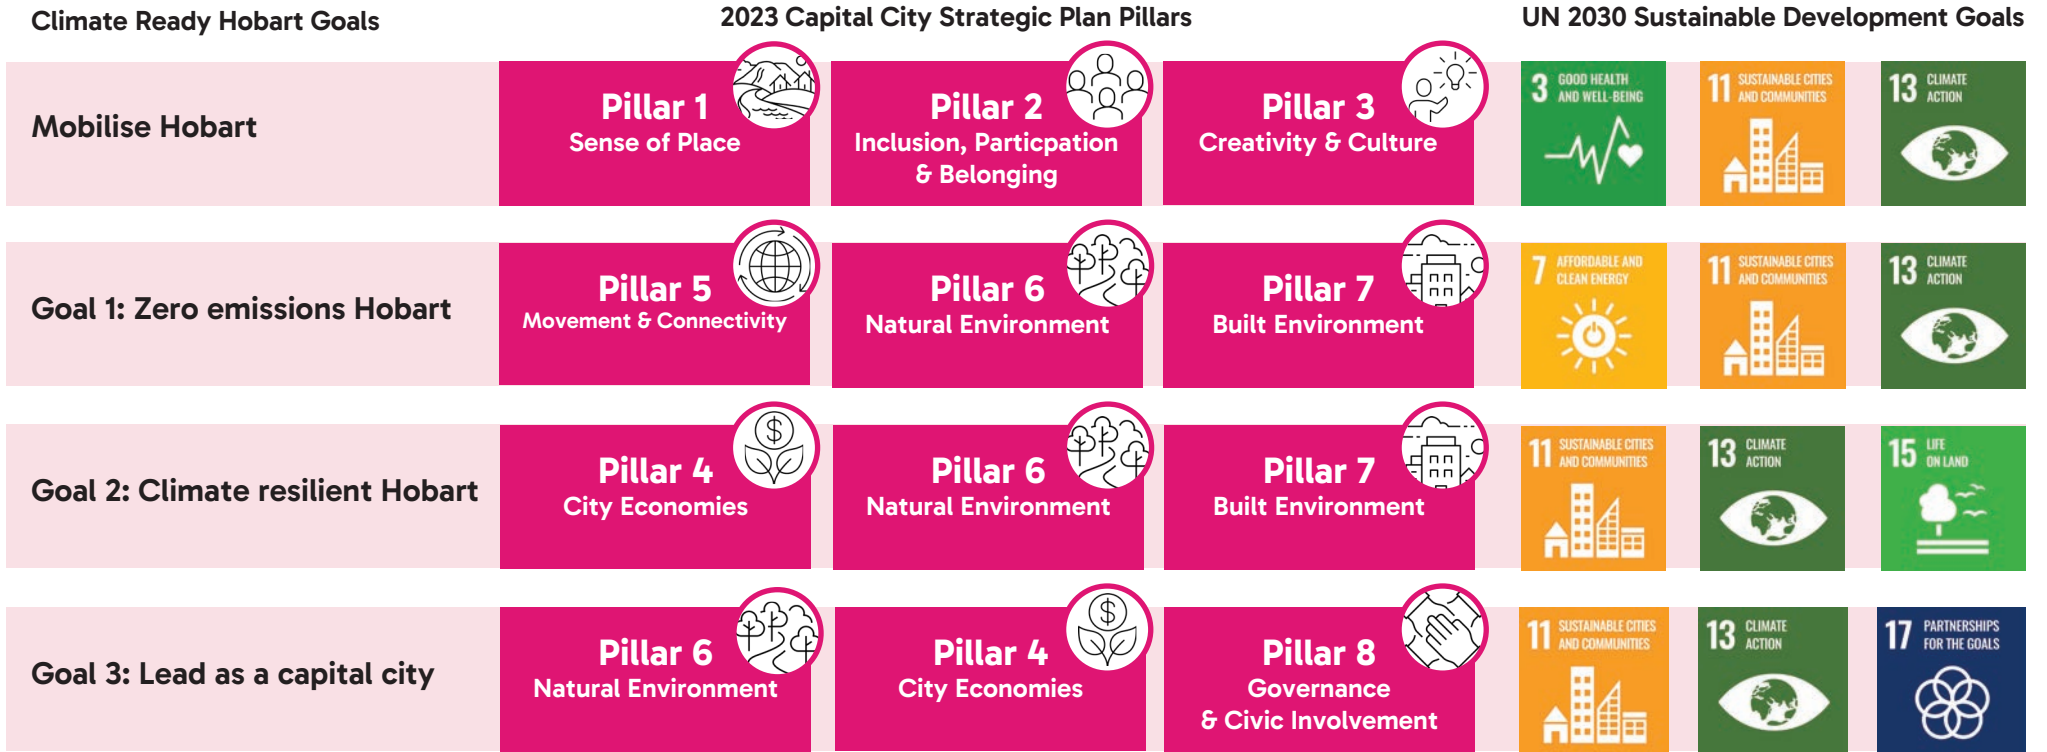 Climate Ready Hobart Goals
2023 Capital City Strategic Plan Pillars
UN 2030 Sustainable Development Goals
Mobilise Hobart
Pillar 1
Sense of Place
Pillar 2
Inclusion, Particpation
& Belonging
Pillar 3
Creativity & Culture
3 GOOD HEALTH
AND WELL-BEING
11 SUSTAINABLE CITIES
AND COMMUNITIES
13 CLIMATE
ACTION
Goal 1: Zero emissions Hobart
Pillar 5
Movement & Connectivity
Pillar 6
Natural Environment
Pillar 7
Built Environment
7 AFFORDABLE AND
CLEAN ENERGY
11 SUSTAINABLE CITIES
AND COMMUNITIES
13 CLIMATE
ACTION
Goal 2: Climate resilient Hobart
Pillar 4
City Economies
$
Pillar 6
Natural Environment
Pillar 7
Built Environment
11 SUSTAINABLE CITIES
AND COMMUNITIES
13 CLIMATE
ACTION
15 LIFE
ON LAND
Goal 3: Lead as a capital city
Pillar 6
Natural Environment
Pillar 4
City Economies
$
Pillar 8
Governance
& Civic Involvement
11 SUSTAINABLE CITIES
AND COMMUNITIES
13 CLIMATE
ACTION
17 PARTNERSHIPS
FOR THE GOALS